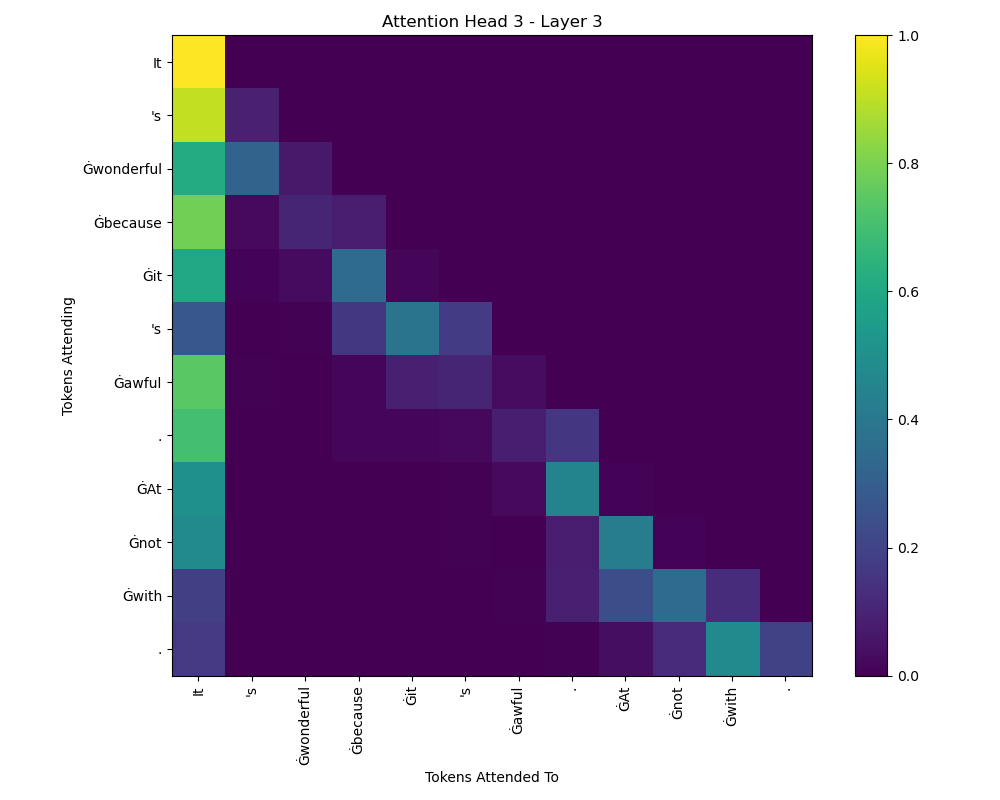 Attention Head 3 - Layer 3
It
's
Ġwonderful
Ġbecause
Ġit
's
Ġawful
.
ĠAt
Ġnot
Ġwith
.
Tokens Attending
It
's
Ġwonderful
Ġbecause
Ġit
's
Ġawful
.
ĠAt
Ġnot
Ġwith
.
Tokens Attended To
1.0
0.8
0.6
0.4
0.2
0.0